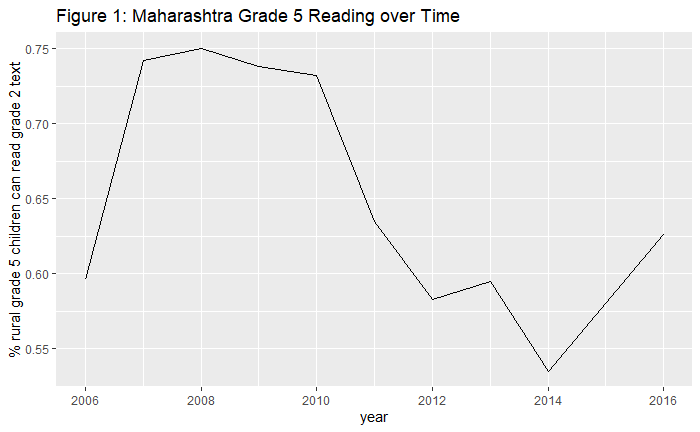 Figure 1: Maharashtra Grade 5 Reading over Time
% rural grade 5 children can read grade 2 text
0.75
0.70
0.65
0.60
0.55
2006 2008 2010 2012 2014 2016
year